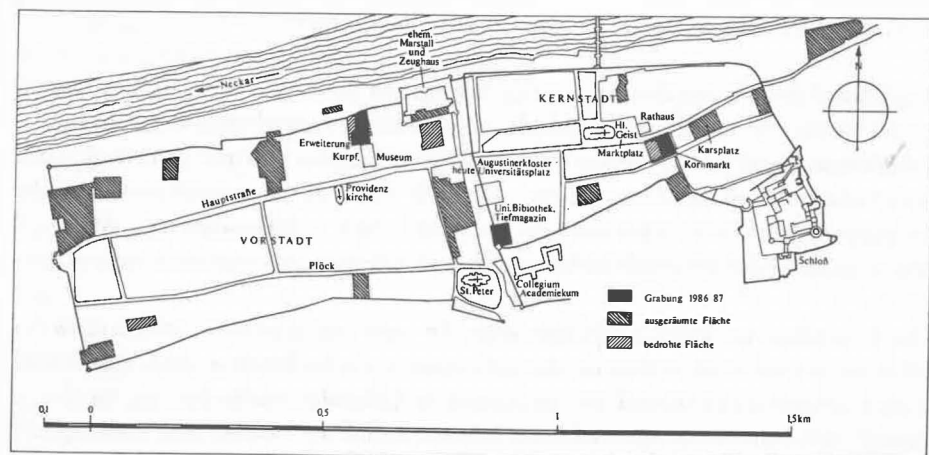 ehem.
Marstall
und
Zeughaus
N
Neckar
KERNSTADT
Rathaus
Hl.
Geist
Erweiterung
Kurpf. Museum
Marktplatz
Karsplatz
Kornmarkt
Augustinerkloster
heute Universitätsplatz
Hauptstraße
Providenz
kirche
Uni. Bibliothek,
Tiefmagazin
VORSTADT
Schloß
Plöck
St. Peter
Collegium
Academiekum
Grabung 1986 87
ausgeräumte Fläche
bedrohte Fläche
0,1 0 0,5 1 1,5km